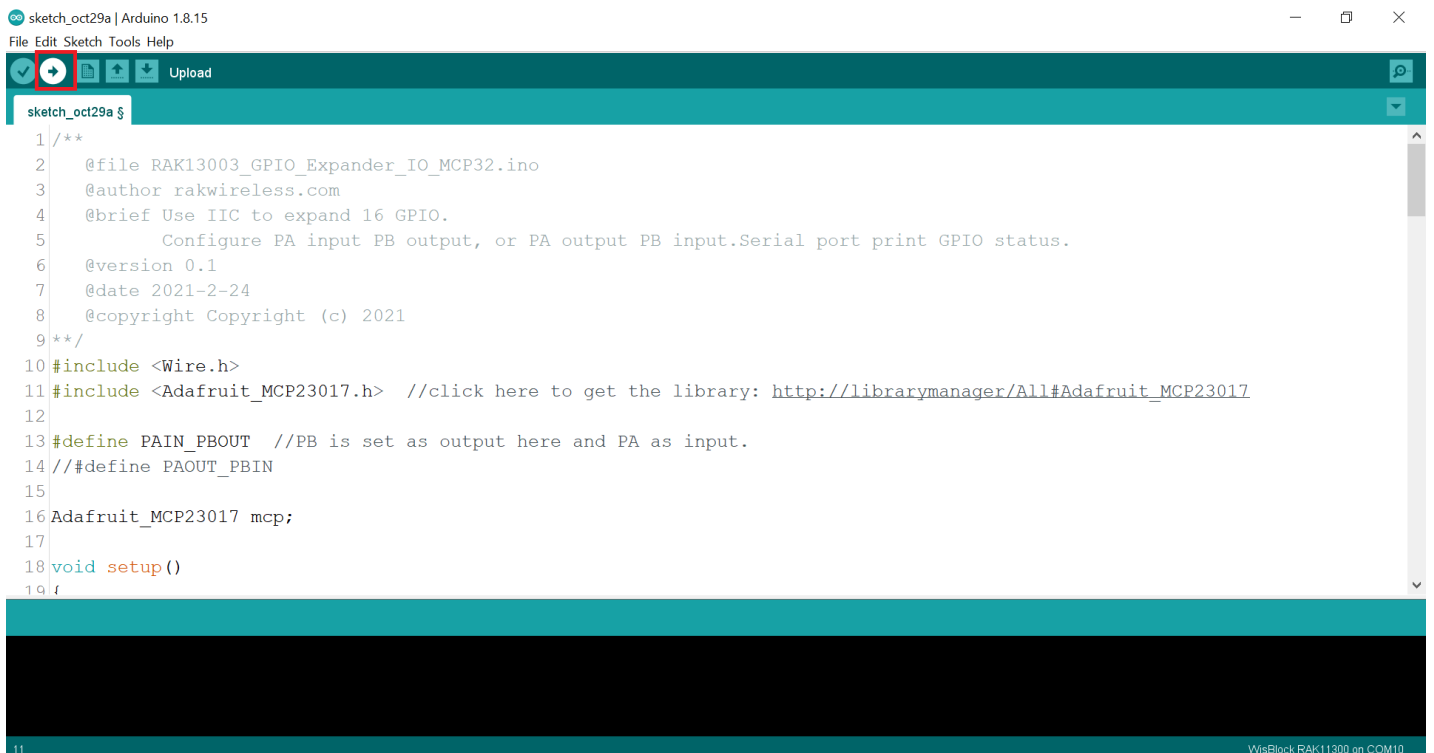 sketch_oct29a | Arduino 1.8.15
File Edit Sketch Tools Help
Upload
sketch_oct29a §
1 /**
2 @file RAK13003_GPIO_Expander_IO_MCP32.ino
3 @author rakwireless.com
4 @brief Use IIC to expand 16 GPIO.
5 Configure PA input PB output, or PA output PB input.Serial port print GPIO status.
6 @version 0.1
7 @date 2021-2-24
8 @copyright Copyright (c) 2021
9 **/
10 #include <Wire.h>
11 #include <Adafruit_MCP23017.h> //click here to get the library: http://librarymanager/All#Adafruit_MCP23017
12
13 #define PAIN_PBOUT //PB is set as output here and PA as input.
14 //#define PAOUT_PBIN
15
16 Adafruit_MCP23017 mcp;
17
18 void setup()
19 {
11 WisBlock RAK11300 on COM10